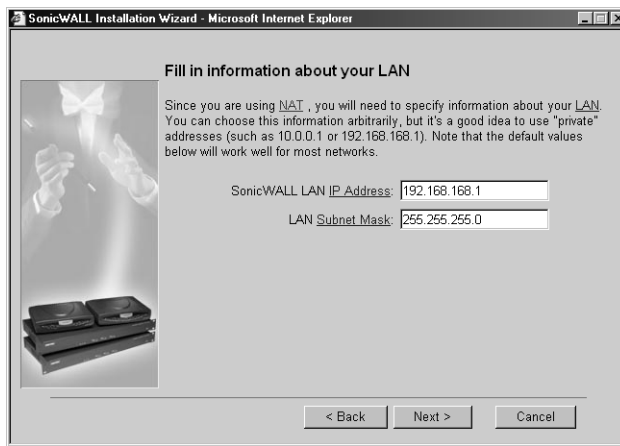 SonicWALL Installation Wizard - Microsoft Internet Explorer
Fill in information about your LAN
Since you are using NAT , you will need to specify information about your LAN.
You can choose this information arbitrarily, but it's a good idea to use "private"
addresses (such as 10.0.0.1 or 192.168.168.1). Note that the default values
below will work well for most networks.
SonicWALL LAN IP Address: 192.168.168.1
LAN Subnet Mask: 255.255.255.0
< Back Next > Cancel